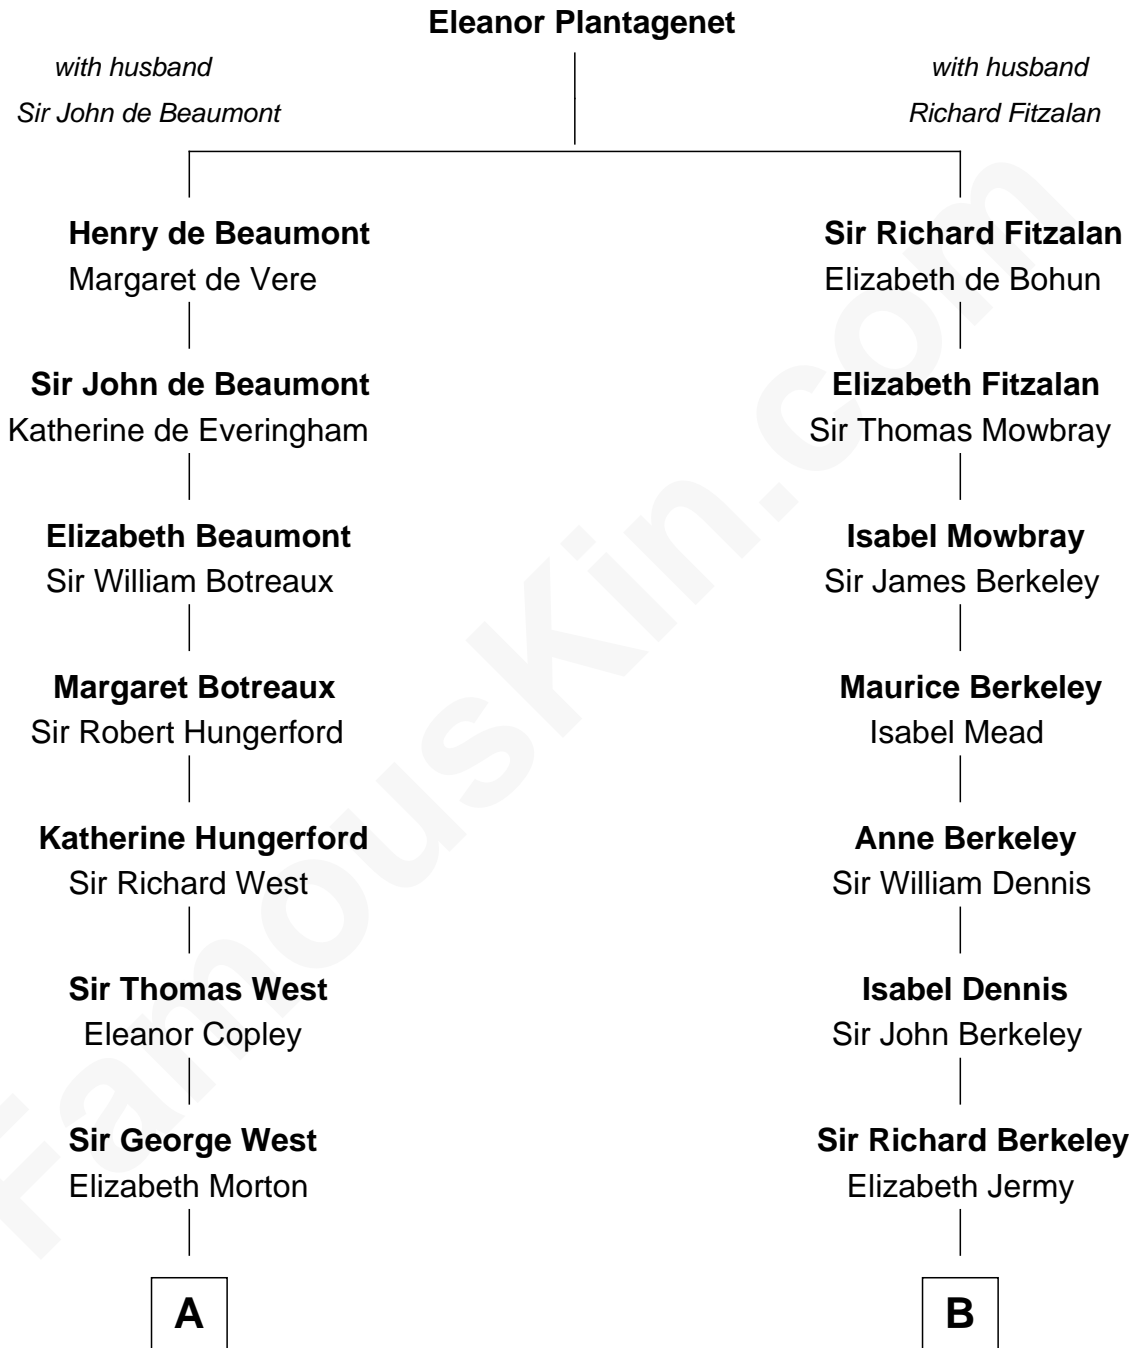 Eleanor Plantagenet
with husband
Sir John de Beaumont
with husband
Richard Fitzalan
Henry de Beaumont
Margaret de Vere
Sir Richard Fitzalan
Elizabeth de Bohun
Sir John de Beaumont
Katherine de Everingham
Elizabeth Fitzalan
Sir Thomas Mowbray
Elizabeth Beaumont
Sir William Botreaux
Isabel Mowbray
Sir James Berkeley
Margaret Botreaux
Sir Robert Hungerford
Maurice Berkeley
Isabel Mead
Katherine Hungerford
Sir Richard West
Anne Berkeley
Sir William Dennis
Sir Thomas West
Eleanor Copley
Isabel Dennis
Sir John Berkeley
Sir George West
Elizabeth Morton
Sir Richard Berkeley
Elizabeth Jermy
A
B
FamousKin.com